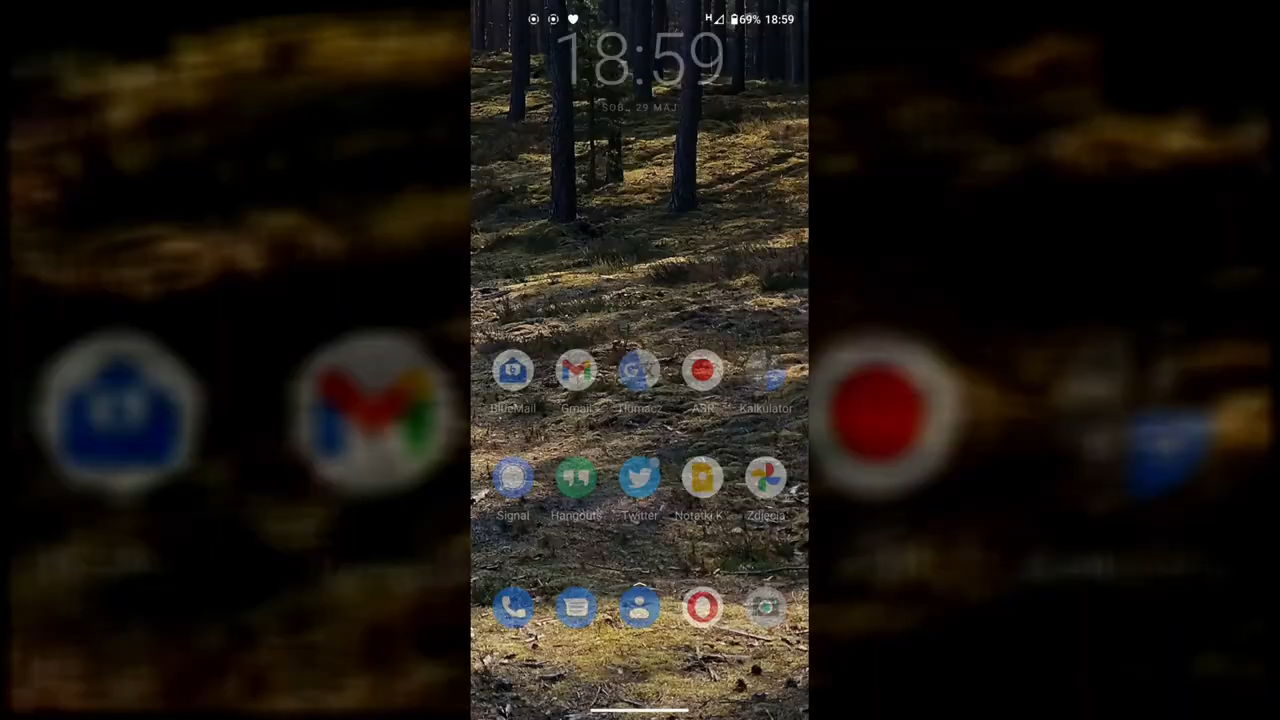 H 69% 18:59
18:59
SOB., 29 MAJ
BlueMail Gmail Tłumacz ASR Kalkulator
Signal Hangouts Twitter Notatki K Zdjęcia